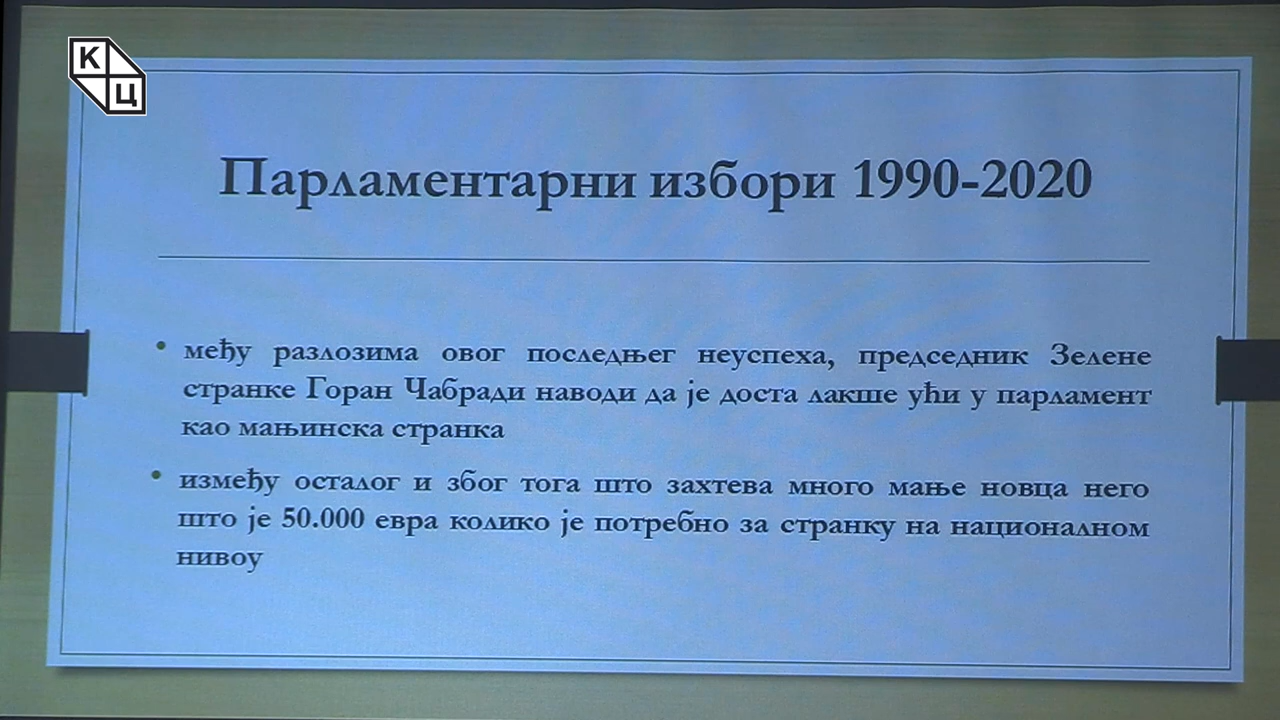 К
Ц
Парламентарни избори 1990-2020
• међу разлозима овог последњег неуспеха, председник Зелене
странке Горан Чабради наводи да је доста лакше ући у парламент
као мањинска странка
• између осталог и због тога што захтева много мање новца него
што је 50.000 евра колико је потребно за странку на националном
нивоу